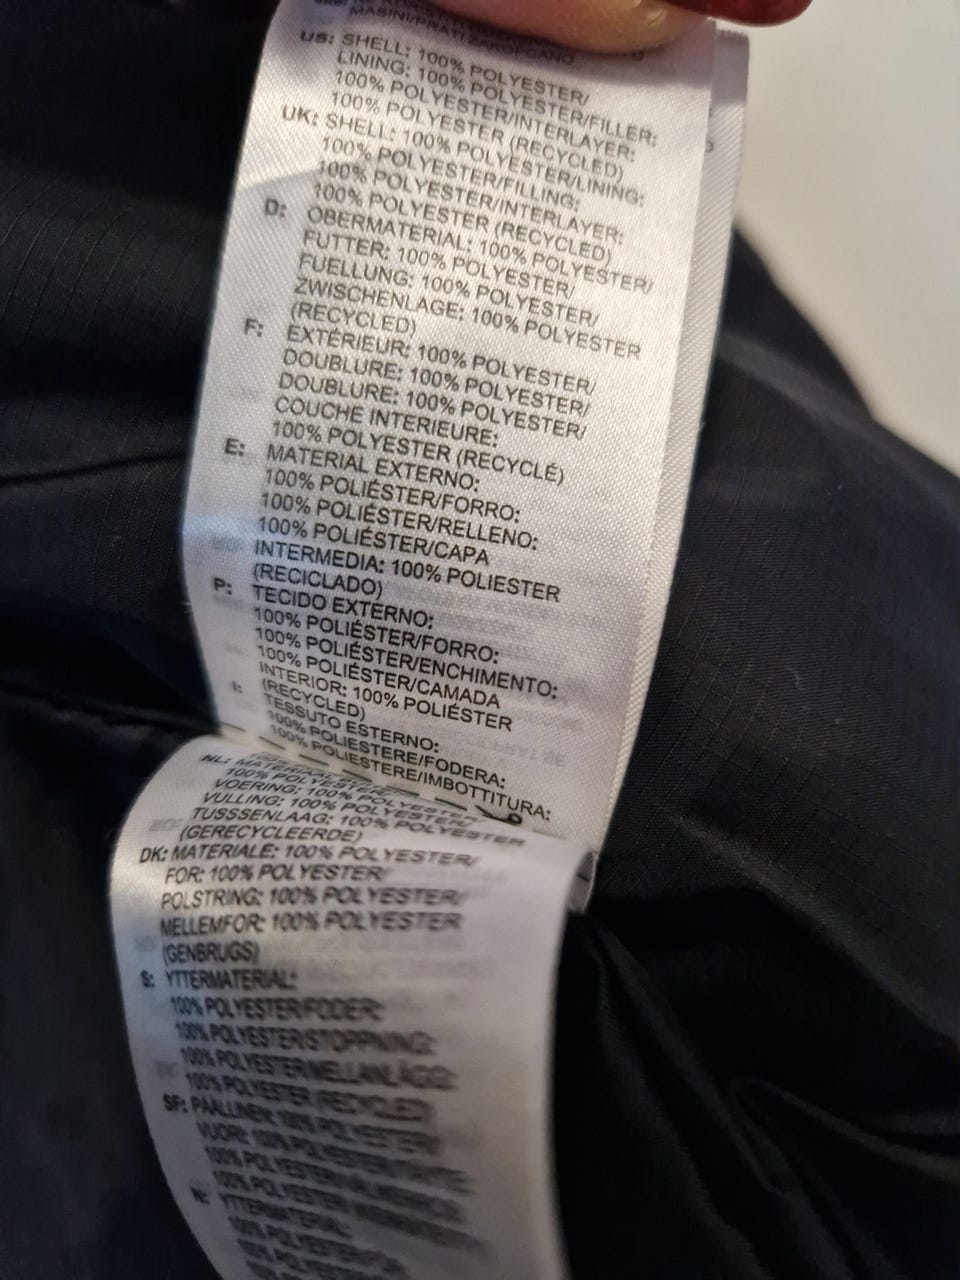 MASINI/PRATI ZAKOPČANO
US: SHELL: 100% POLYESTER/
LINING: 100% POLYESTER/FILLER:
100% POLYESTER/INTERLAYER:
100% POLYESTER (RECYCLED)
UK: SHELL: 100% POLYESTER/LINING:
100% POLYESTER/FILLING:
100% POLYESTER/INTERLAYER:
100% POLYESTER (RECYCLED)
D: OBERMATERIAL: 100% POLYESTER/
FUTTER: 100% POLYESTER/
FUELLUNG: 100% POLYESTER/
ZWISCHENLAGE: 100% POLYESTER
(RECYCLED)
F: EXTÉRIEUR: 100% POLYESTER/
DOUBLURE: 100% POLYESTER/
DOUBLURE: 100% POLYESTER/
COUCHE INTERIEURE:
100% POLYESTER (RECYCLÉ)
E: MATERIAL EXTERNO:
100% POLIÉSTER/FORRO:
100% POLIÉSTER/RELLENO:
100% POLIÉSTER/CAPA
INTERMEDIA: 100% POLIESTER
(RECICLADO)
P: TECIDO EXTERNO:
100% POLIÉSTER/FORRO:
100% POLIÉSTER/ENCHIMENTO:
100% POLIÉSTER/CAMADA
INTERIOR: 100% POLIÉSTER
(RECYCLED)
I: TESSUTO ESTERNO:
100% POLIESTERE/FODERA:
100% POLIESTERE/IMBOTTITURA:
NL:
100% POLYESTER/
VOERING: 100% POLYESTER/
VULLING: 100% POLYESTER/
TUSSSENLAAG: 100% POLYESTER
(GERECYCLEERDE)
DK: MATERIALE: 100% POLYESTER/
FOR: 100% POLYESTER/
POLSTRING: 100% POLYESTER/
MELLEMFOR: 100% POLYESTER
(GENBRUGS)
S: YTTERMATERIAL:
100% POLYESTER/FODER:
100% POLYESTER/STOPPNING:
100% POLYESTER/MELLANLÄGG:
100% POLYESTER (RECYCLED)
SF: PÄÄLLINEN: 100% POLYESTERI/
VUORI: 100%
100%
100% POLYESTER
N: YTTERMATERIAL:
100% POLYESTER
100% POLYESTER